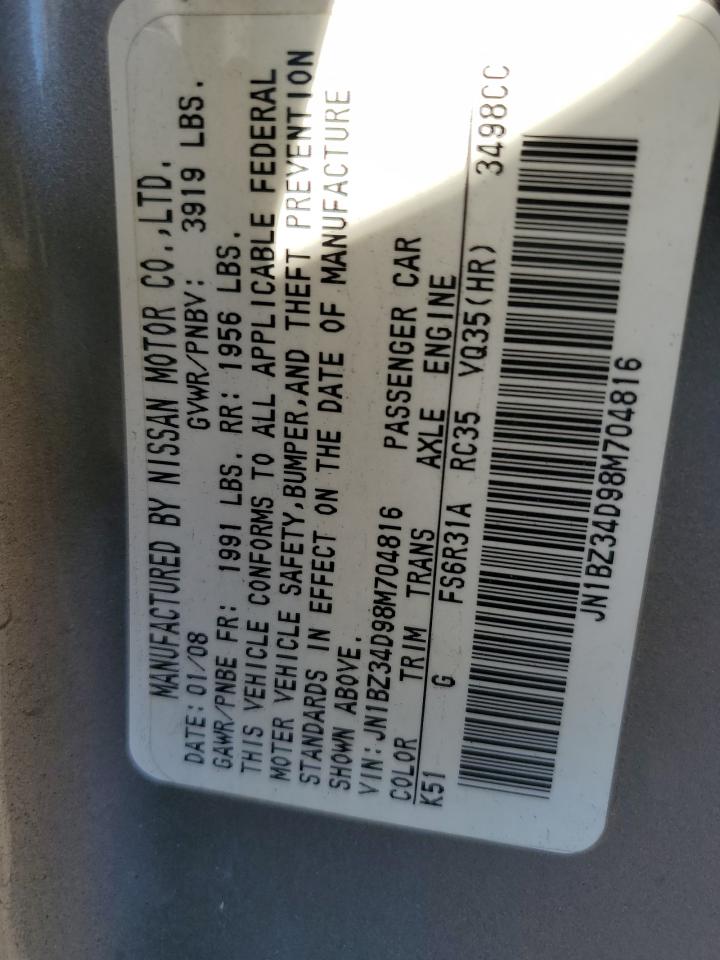 MANUFACTURED BY NISSAN MOTOR CO.,LTD.
DATE: 01/08 GVWR/PNBV: 3919 LBS.
GAWR/PNBE FR: 1991 LBS. RR: 1956 LBS.
THIS VEHICLE CONFORMS TO ALL APPLICABLE FEDERAL
MOTER VEHICLE SAFETY,BUMPER,AND THEFT PREVENTION
STANDARDS IN EFFECT ON THE DATE OF MANUFACTURE
SHOWN ABOVE.
VIN: JN1BZ34D98M704816 PASSENGER CAR
COLOR TRIM TRANS AXLE ENGINE
K51 G FS6R31A RC35 VQ35(HR) 3498CC
JN1BZ34D98M704816